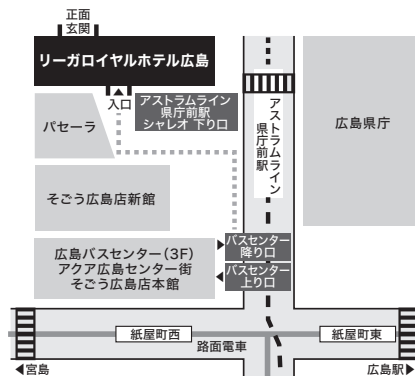 正面
玄関
リーガロイヤルホテル広島
入口
アストラムライン
県庁前駅
シャレオ 下り口
パセーラ
アストラムライン
県庁前駅
広島県庁
そごう広島店新館
広島バスセンター（3F）
アクア広島センター街
そごう広島店本館
バスセンター
降り口
バスセンター
上り口
紙屋町西
路面電車
紙屋町東
宮島
広島駅